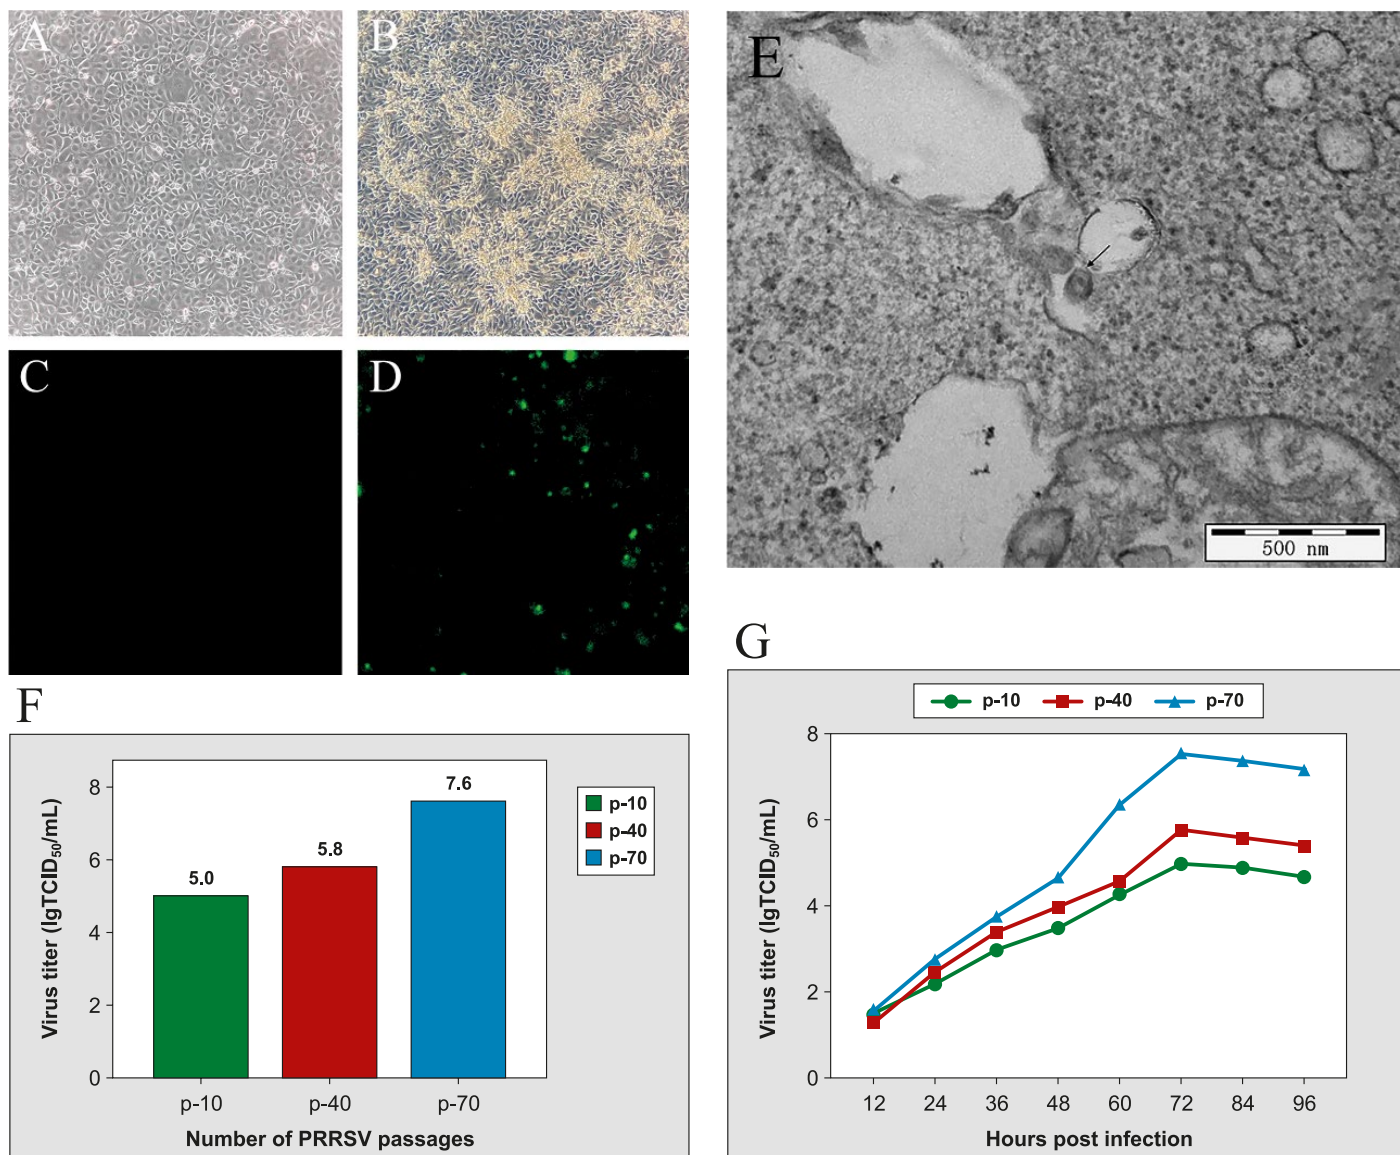 A
B
C
D
E
500 nm
F
8
6
4
2
0
Virus titer (lgTCID₅₀/mL)
5.0
5.8
7.6
p-10
p-40
p-70
p-10
p-40
p-70
Number of PRRSV passages
G
p-10 p-40 p-70
8
6
4
2
0
Virus titer (lgTCID₅₀/mL)
12 24 36 48 60 72 84 96
Hours post infection